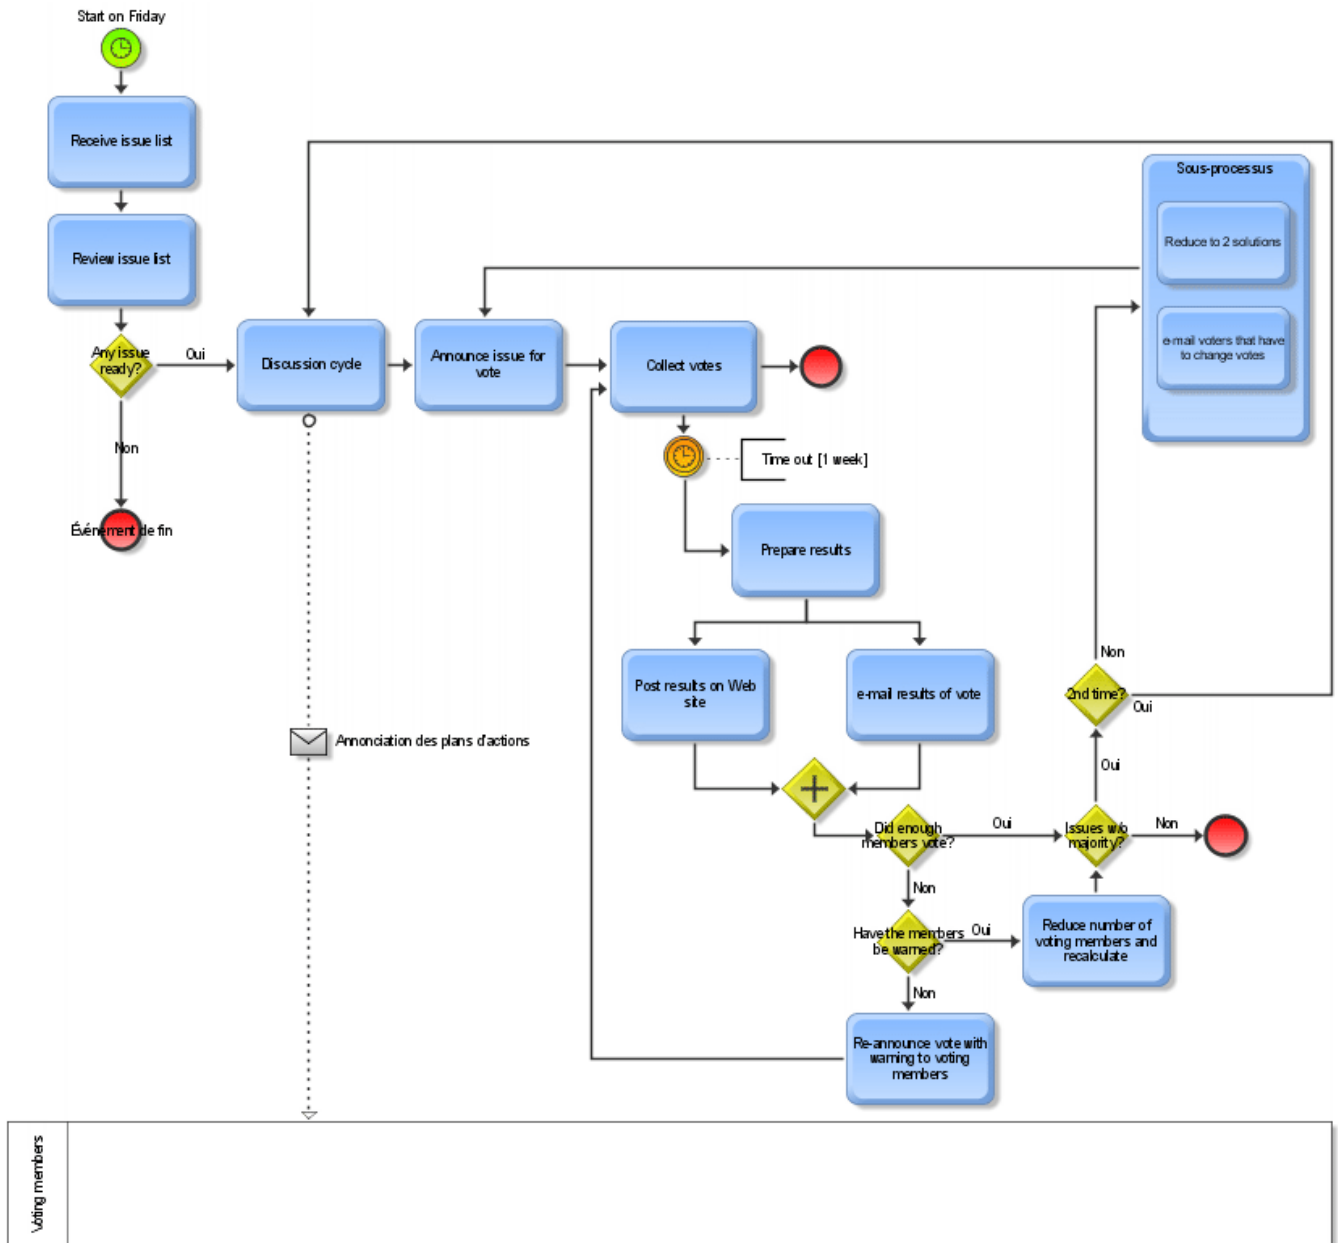 Start on Friday
Receive issue list
Review issue list
Any issue
ready?
Oui
Non
Événement de fin
Discussion cycle
Announce issue for
vote
Collect votes
Time out [1 week]
Prepare results
Post results on Web
site
e-mail results of vote
Annonciation des plans d'actions
Did enough
members vote?
Oui
Non
Have the members
be warned?
Oui
Non
Re-announce vote with
warning to voting
members
Reduce number of
voting members and
recalculate
Issues w/o
majority?
Non
Oui
2nd time?
Non
Oui
Sous-processus
Reduce to 2 solutions
e-mail voters that have
to change votes
Voting members